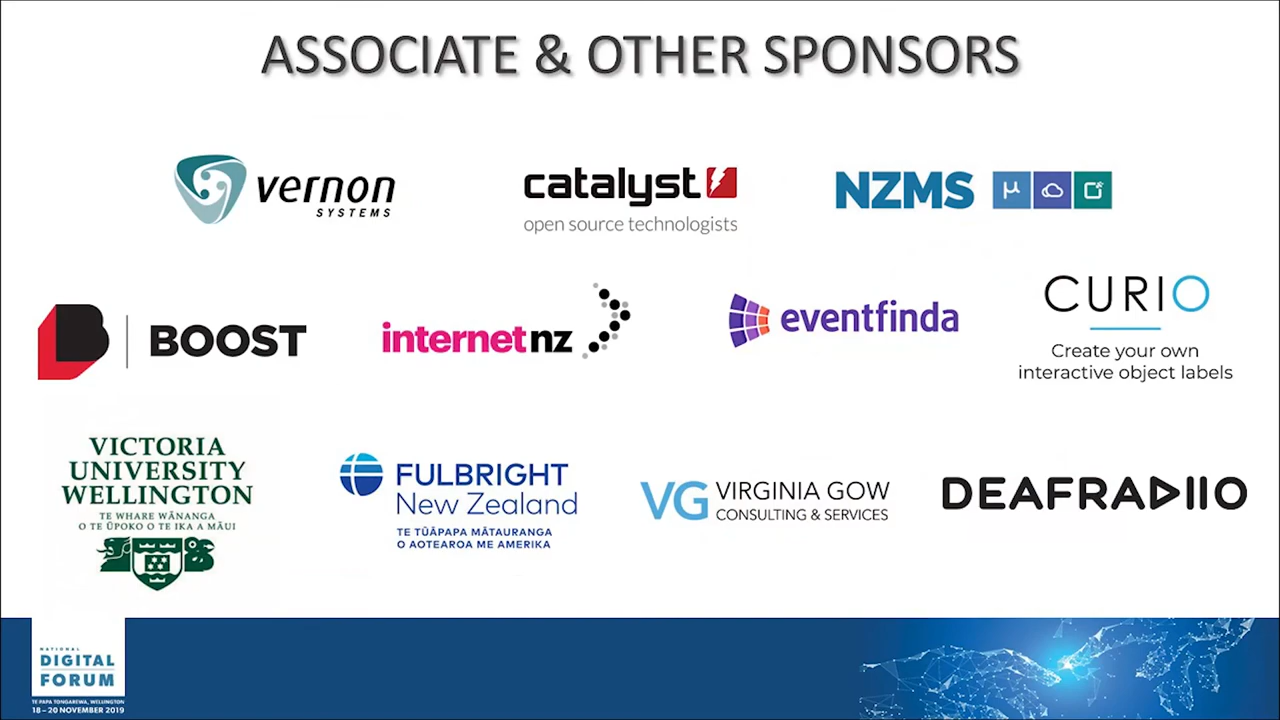 ASSOCIATE & OTHER SPONSORS
vernon
SYSTEMS
catalyst
open source technologists
NZMS
BOOST
internetnz
eventfinda
CURIO
Create your own
interactive object labels
VICTORIA
UNIVERSITY
WELLINGTON
TE WHARE WĀNANGA
O TE ŪPOKO O TE IKA A MĀUI
FULBRIGHT
New Zealand
TE TŪĀPAPA MĀTAURANGA
O AOTEAROA ME AMERIKA
VG VIRGINIA GOW
CONSULTING & SERVICES
DEAFRADIO
NATIONAL
DIGITAL
FORUM
TE PAPA TONGAREWA, WELLINGTON
18 – 20 NOVEMBER 2019